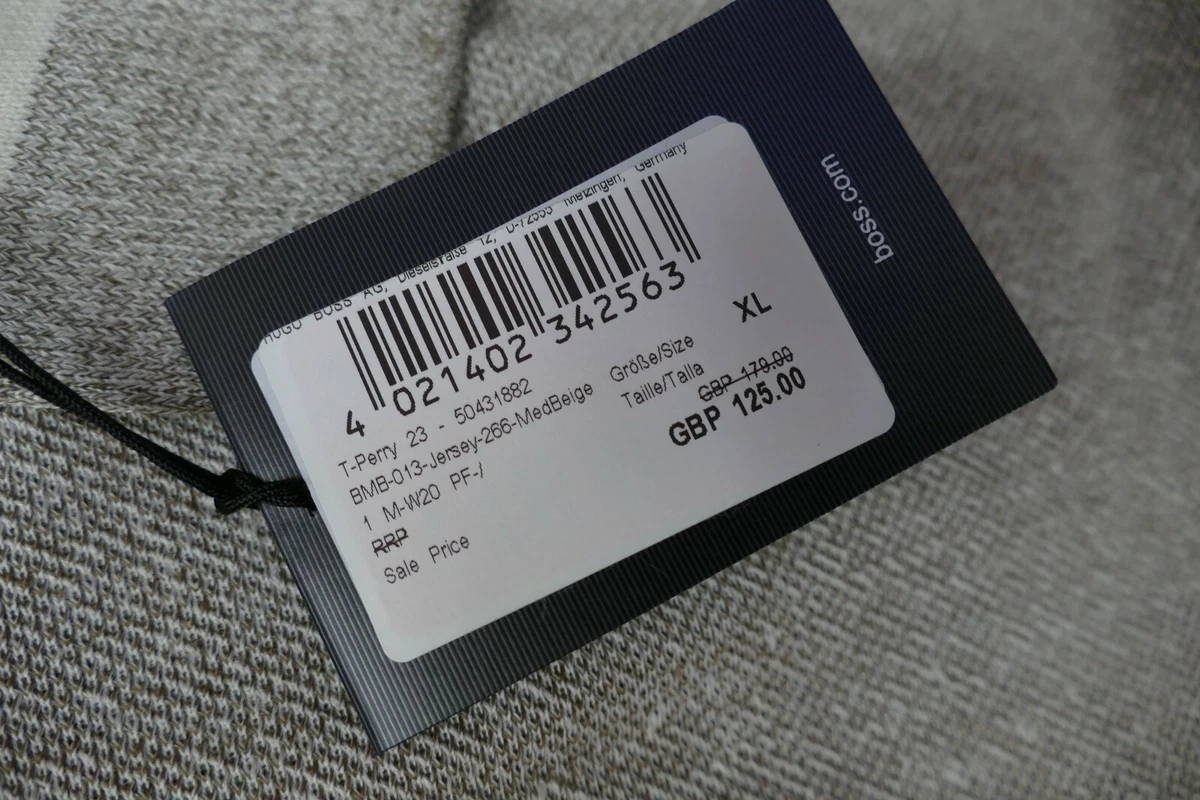 HUGO BOSS AG, Dieselstraße 12, D-72555 Metzingen, Germany
4 021402 342563
T-Perry 23 - 50431882
BMB-013-Jersey-266-MedBeige
1 M-W20 PF-/
Größe/Size XL
Taille/Talla
RRP GBP 179.00
Sale Price GBP 125.00
boss.com